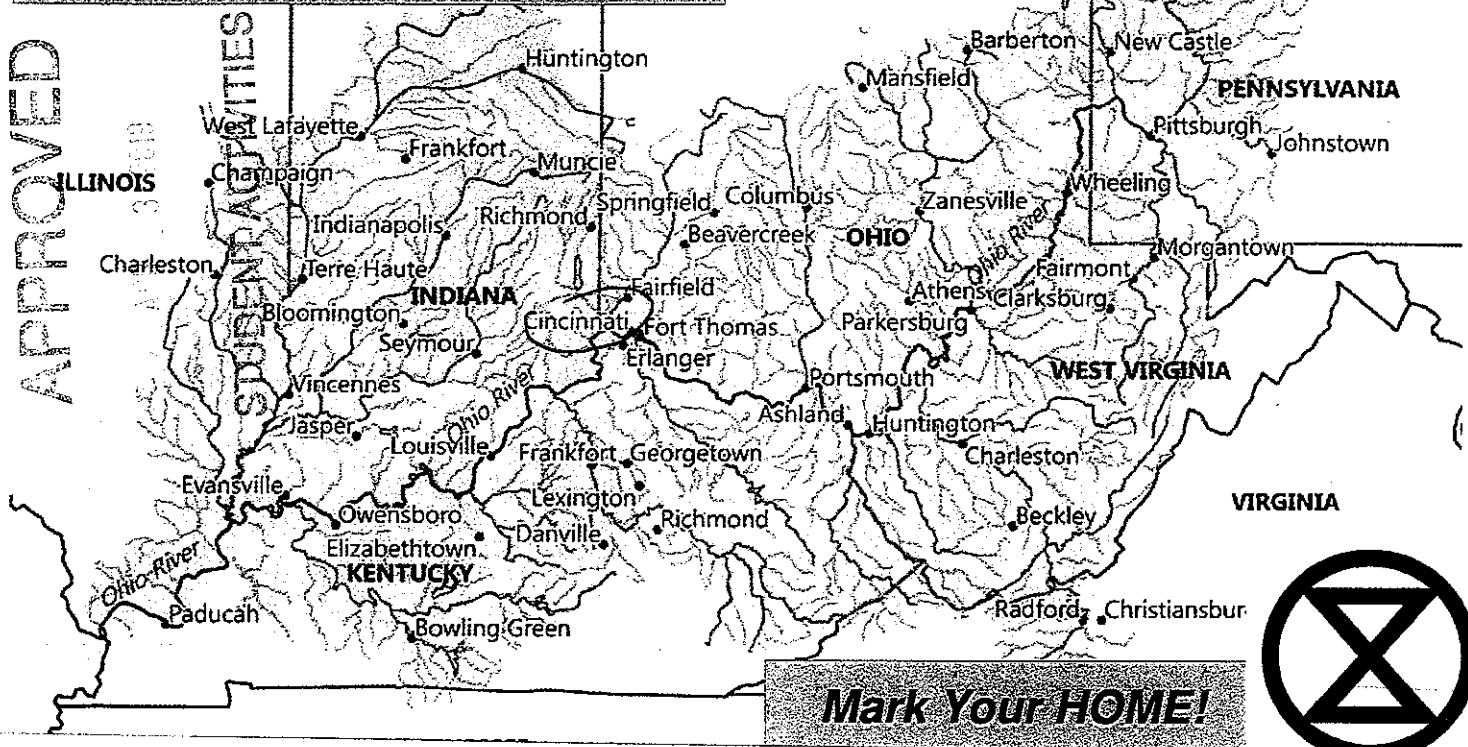 APPROVED
STUDENT ACTIVITIES
Huntington
Barberton
New Castle
Mansfield
PENNSYLVANIA
West Lafayette
Frankfort
Muncie
Pittsburgh
Johnstown
ILLINOIS
Champaign
Indianapolis
Richmond
Springfield
Columbus
Zanesville
Wheeling
Beavercreek
OHIO
Ohio River
Morgantown
Charleston
Terre Haute
INDIANA
Fairfield
Athens
Fairmont
Clarksburg
Bloomington
Cincinnati
Fort Thomas
Parkersburg
Seymour
Erlanger
WEST VIRGINIA
Vincennes
Ohio River
Portsmouth
Jasper
Louisville
Frankfort
Georgetown
Ashland
Huntington
Charleston
Evansville
Owensboro
Lexington
Richmond
Beckley
VIRGINIA
Elizabethtown
Danville
KENTUCKY
Ohio River
Paducah
Bowling Green
Radford
Christiansbur
Mark Your HOME!